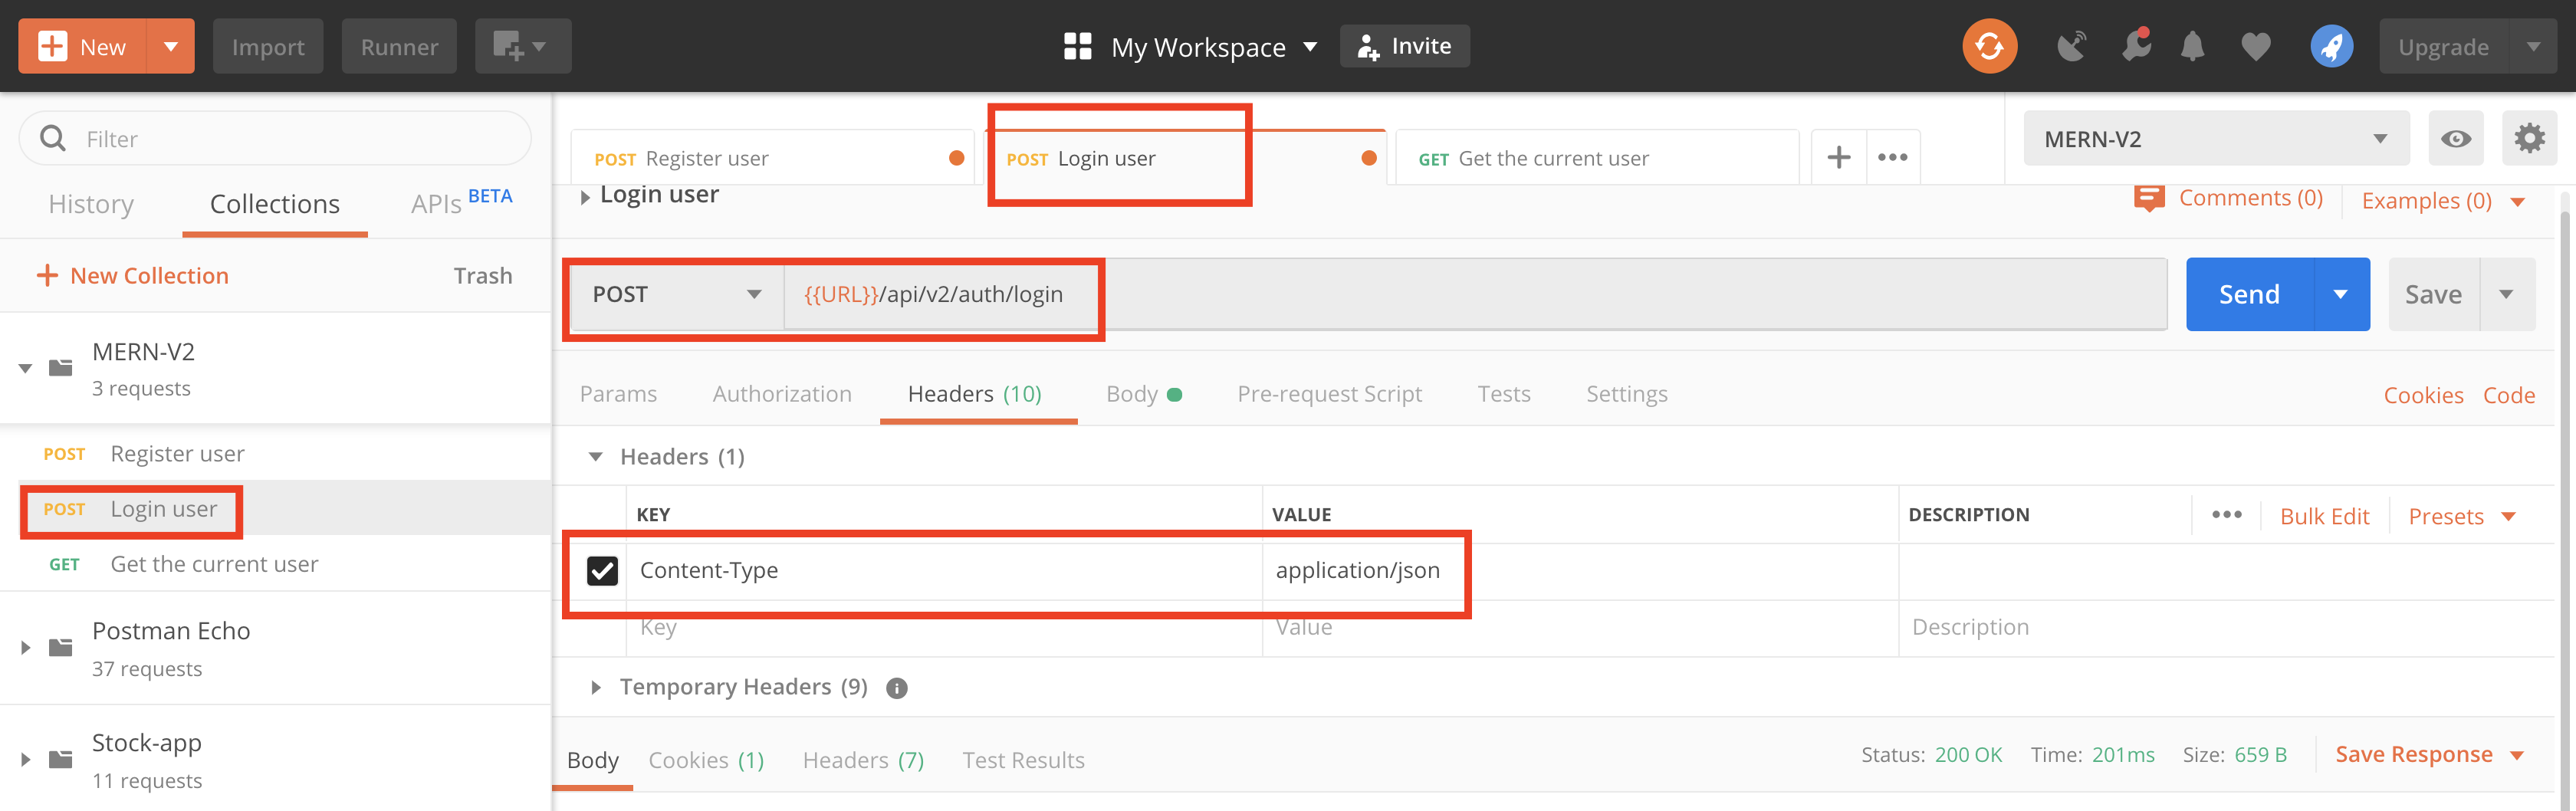 New Import Runner My Workspace Invite Upgrade
Filter
History Collections APIs BETA
New Collection Trash
MERN-V2
3 requests
POST Register user
POST Login user
GET Get the current user
Postman Echo
37 requests
Stock-app
11 requests
POST Register user POST Login user GET Get the current user MERN-V2
Login user Comments (0) Examples (0)
POST {{URL}}/api/v2/auth/login Send Save
Params Authorization Headers (10) Body Pre-request Script Tests Settings Cookies Code
Headers (1)
KEY VALUE DESCRIPTION Bulk Edit Presets
Content-Type application/json
Key Value Description
Temporary Headers (9)
Body Cookies (1) Headers (7) Test Results Status: 200 OK Time: 201ms Size: 659 B Save Response